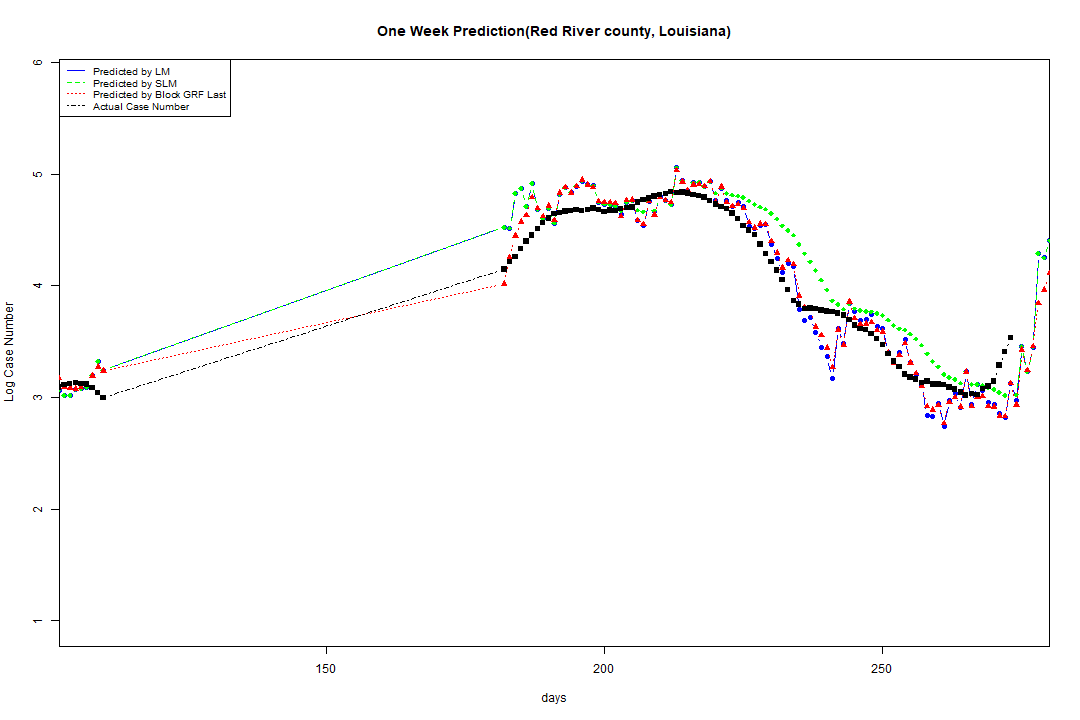 One Week Prediction(Red River county, Louisiana)
Predicted by LM
Predicted by SLM
Predicted by Block GRF Last
Actual Case Number
6
5
4
3
2
1
Log Case Number
150 200 250
days